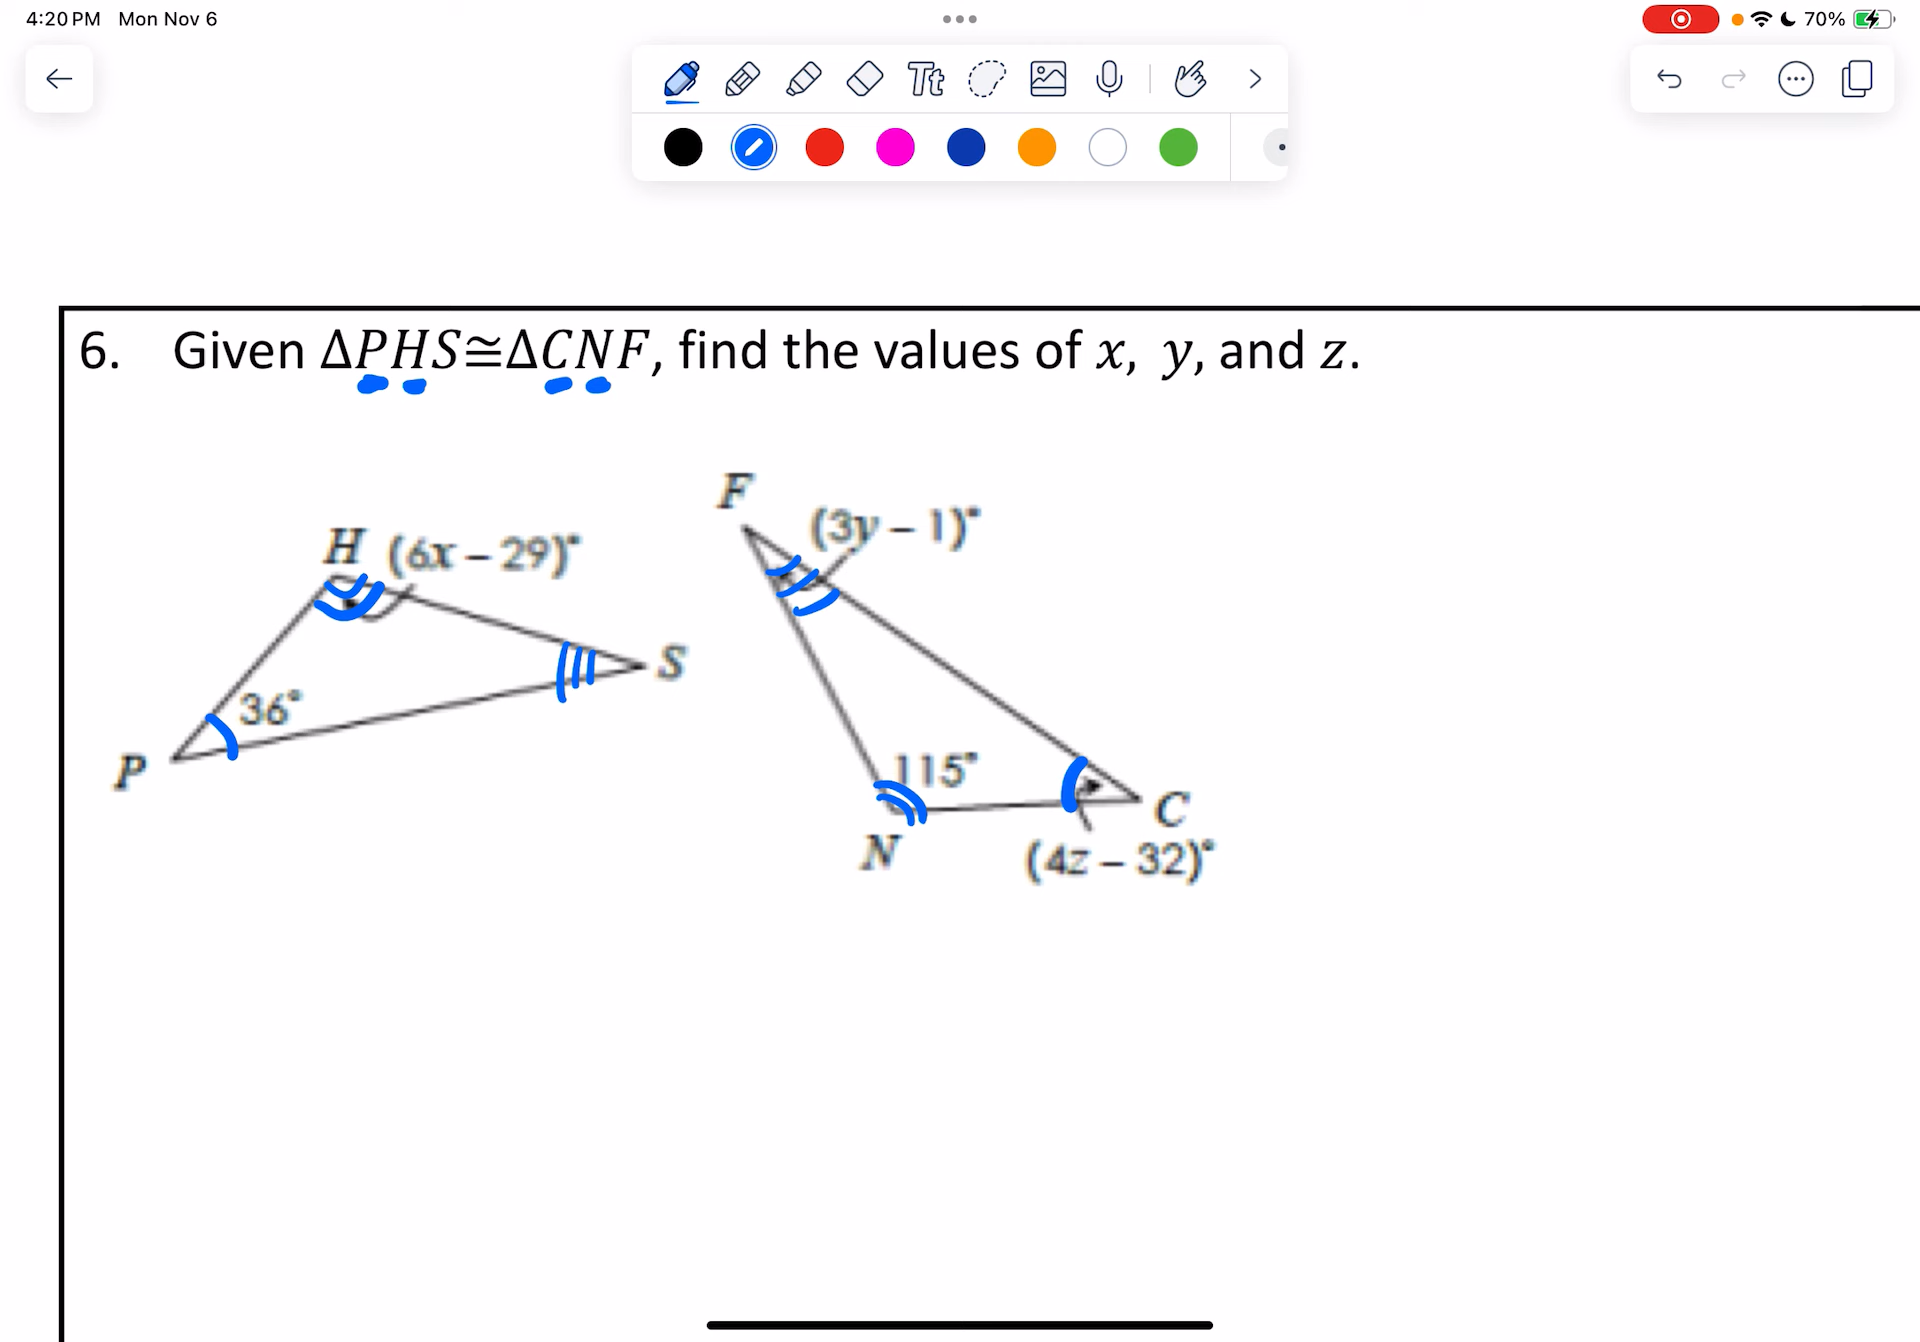 4:20 PM Mon Nov 6
70%
Tt
6. Given ΔPHS≅ΔCNF, find the values of x, y, and z.
F
(3y – 1)°
H (6x – 29)°
S
36°
P
115°
C
N
(4z – 32)°